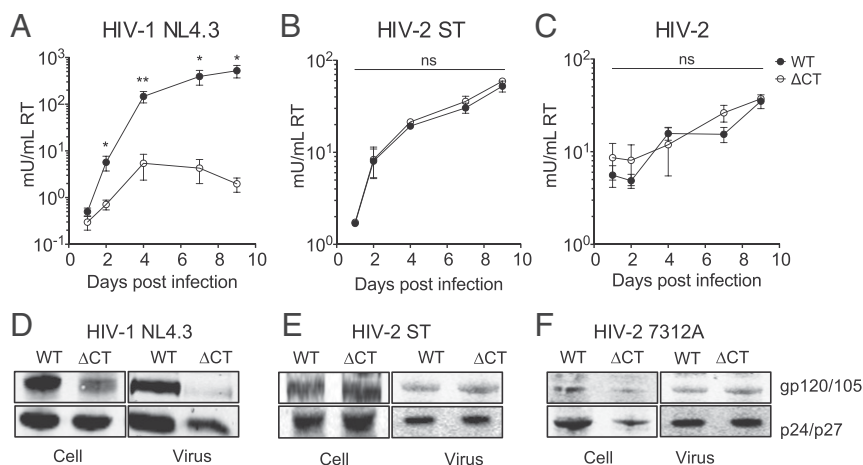 A HIV-1 NL4.3
B HIV-2 ST
C HIV-2
WT
ΔCT
mU/mL RT
10³
10²
10¹
10⁰
10⁻¹
*
**
*
*
0 2 4 6 8 10
Days post infection
mU/mL RT
10²
10¹
10⁰
ns
0 2 4 6 8 10
Days post infection
mU/mL RT
10²
10¹
10⁰
ns
0 2 4 6 8 10
Days post infection
D HIV-1 NL4.3
WT ΔCT WT ΔCT
Cell Virus
E HIV-2 ST
WT ΔCT WT ΔCT
Cell Virus
F HIV-2 7312A
WT ΔCT WT ΔCT
gp120/105
p24/p27
Cell Virus